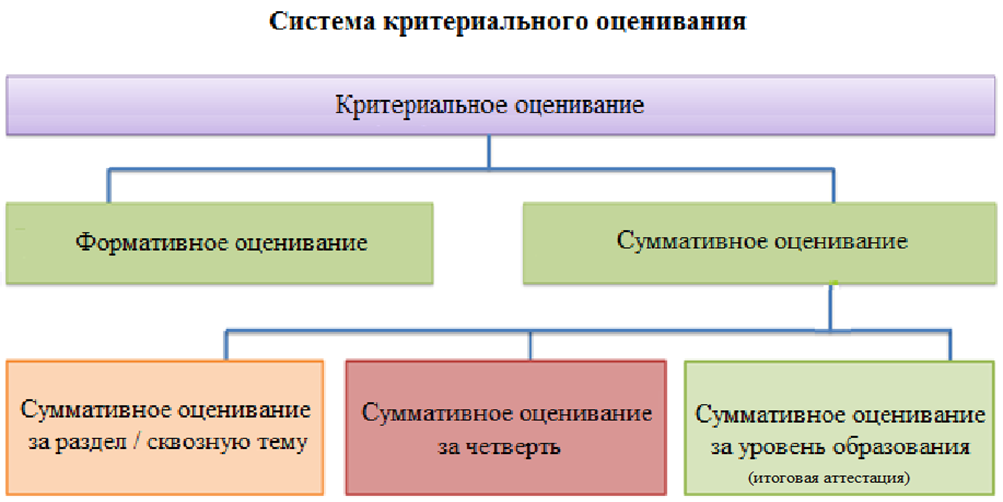 Система критериального оценивания
Критериальное оценивание
Формативное оценивание
Суммативное оценивание
Суммативное оценивание
за раздел / сквозную тему
Суммативное оценивание
за четверть
Суммативное оценивание
за уровень образования
(итоговая аттестация)